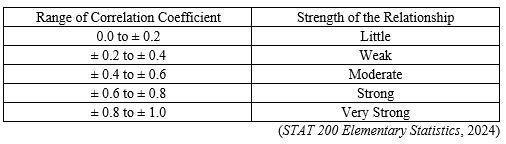 Range of Correlation Coefficient Strength of the Relationship
0.0 to ± 0.2 Little
± 0.2 to ± 0.4 Weak
± 0.4 to ± 0.6 Moderate
± 0.6 to ± 0.8 Strong
± 0.8 to ± 1.0 Very Strong
(STAT 200 Elementary Statistics, 2024)